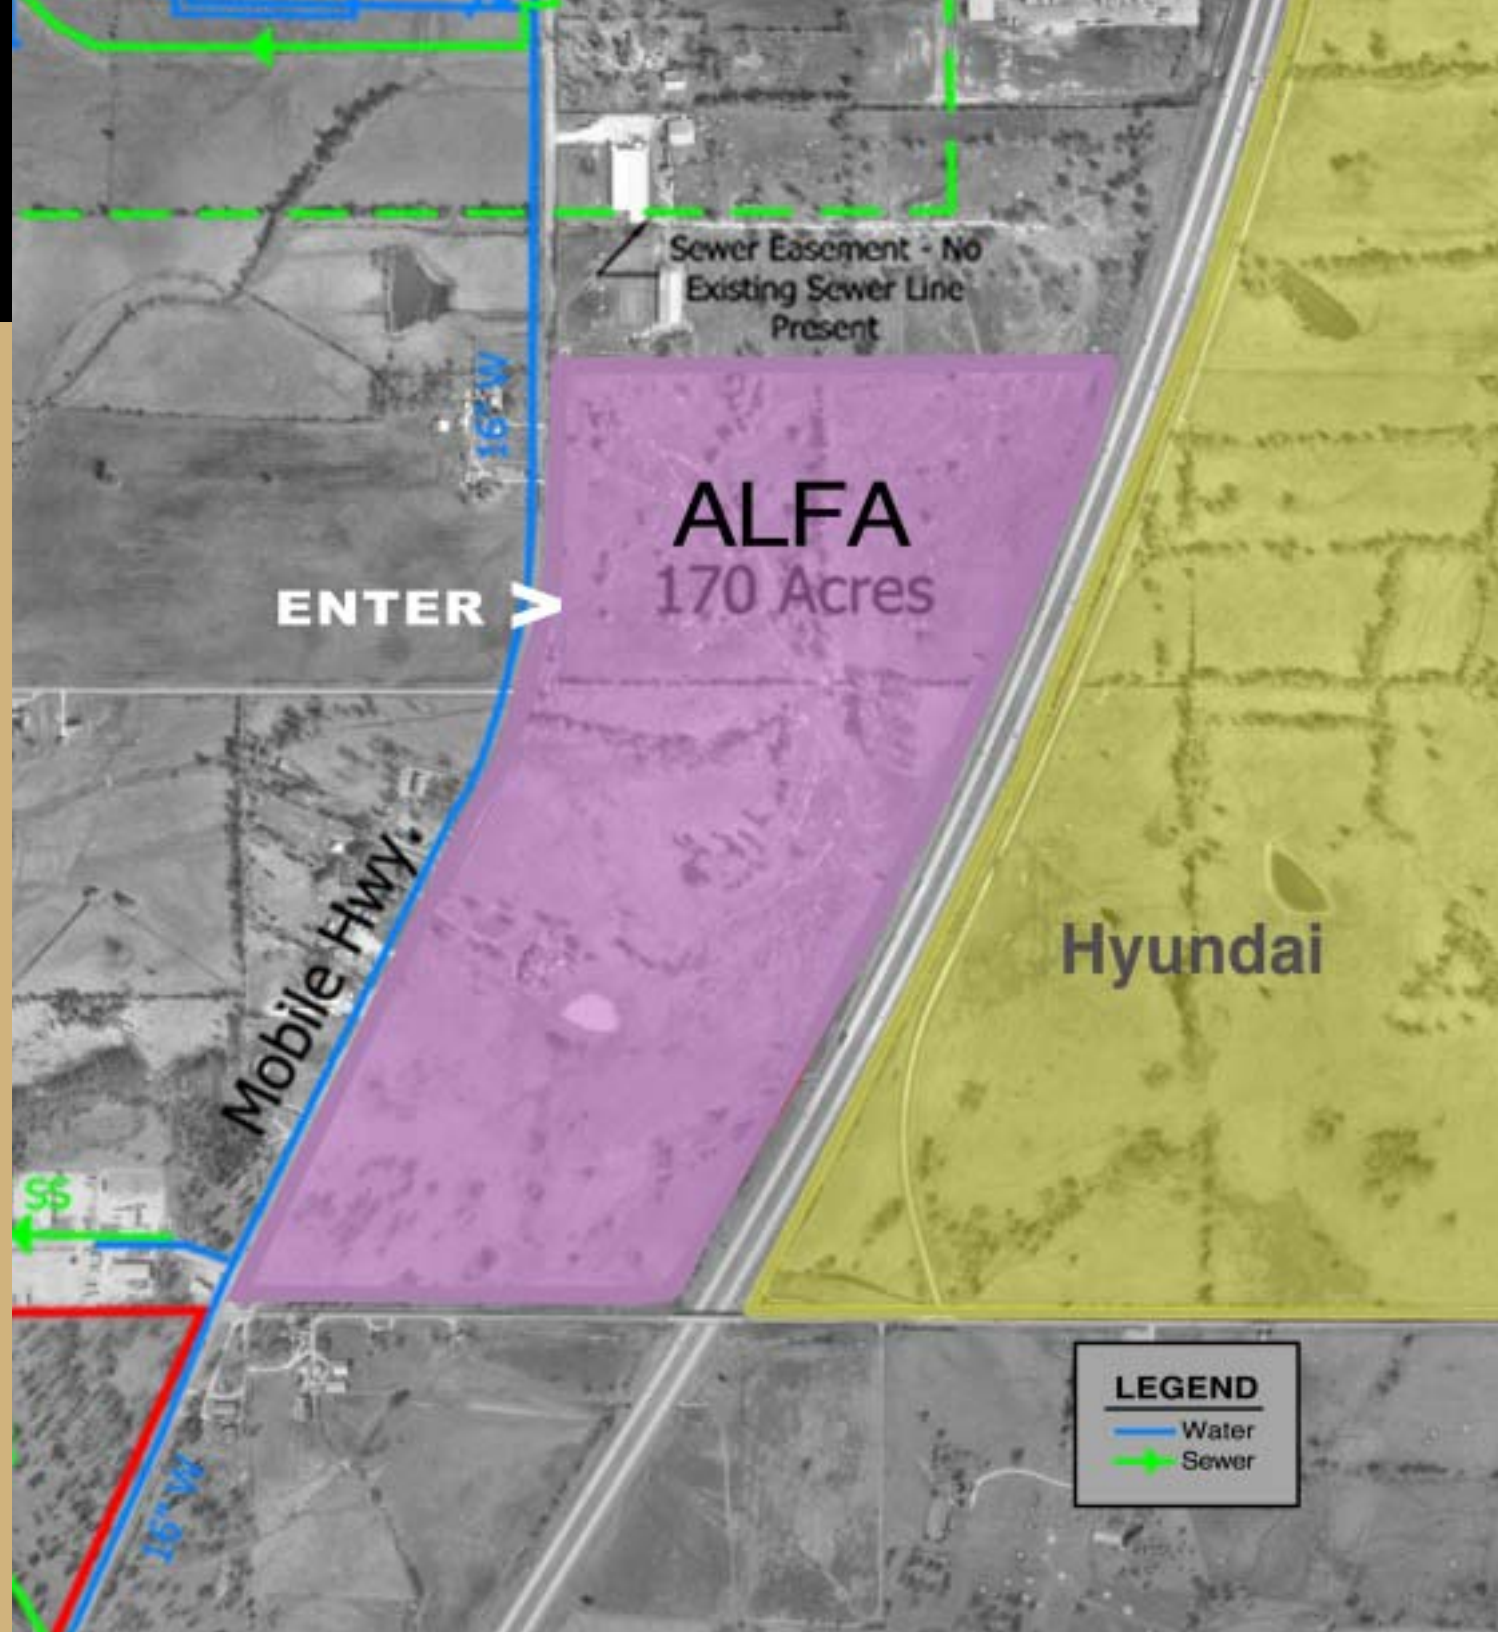 Sewer Easement - No
Existing Sewer Line
Present
16" W
ALFA
170 Acres
ENTER >
Mobile Hwy.
Hyundai
SS
LEGEND
Water
Sewer
16" W